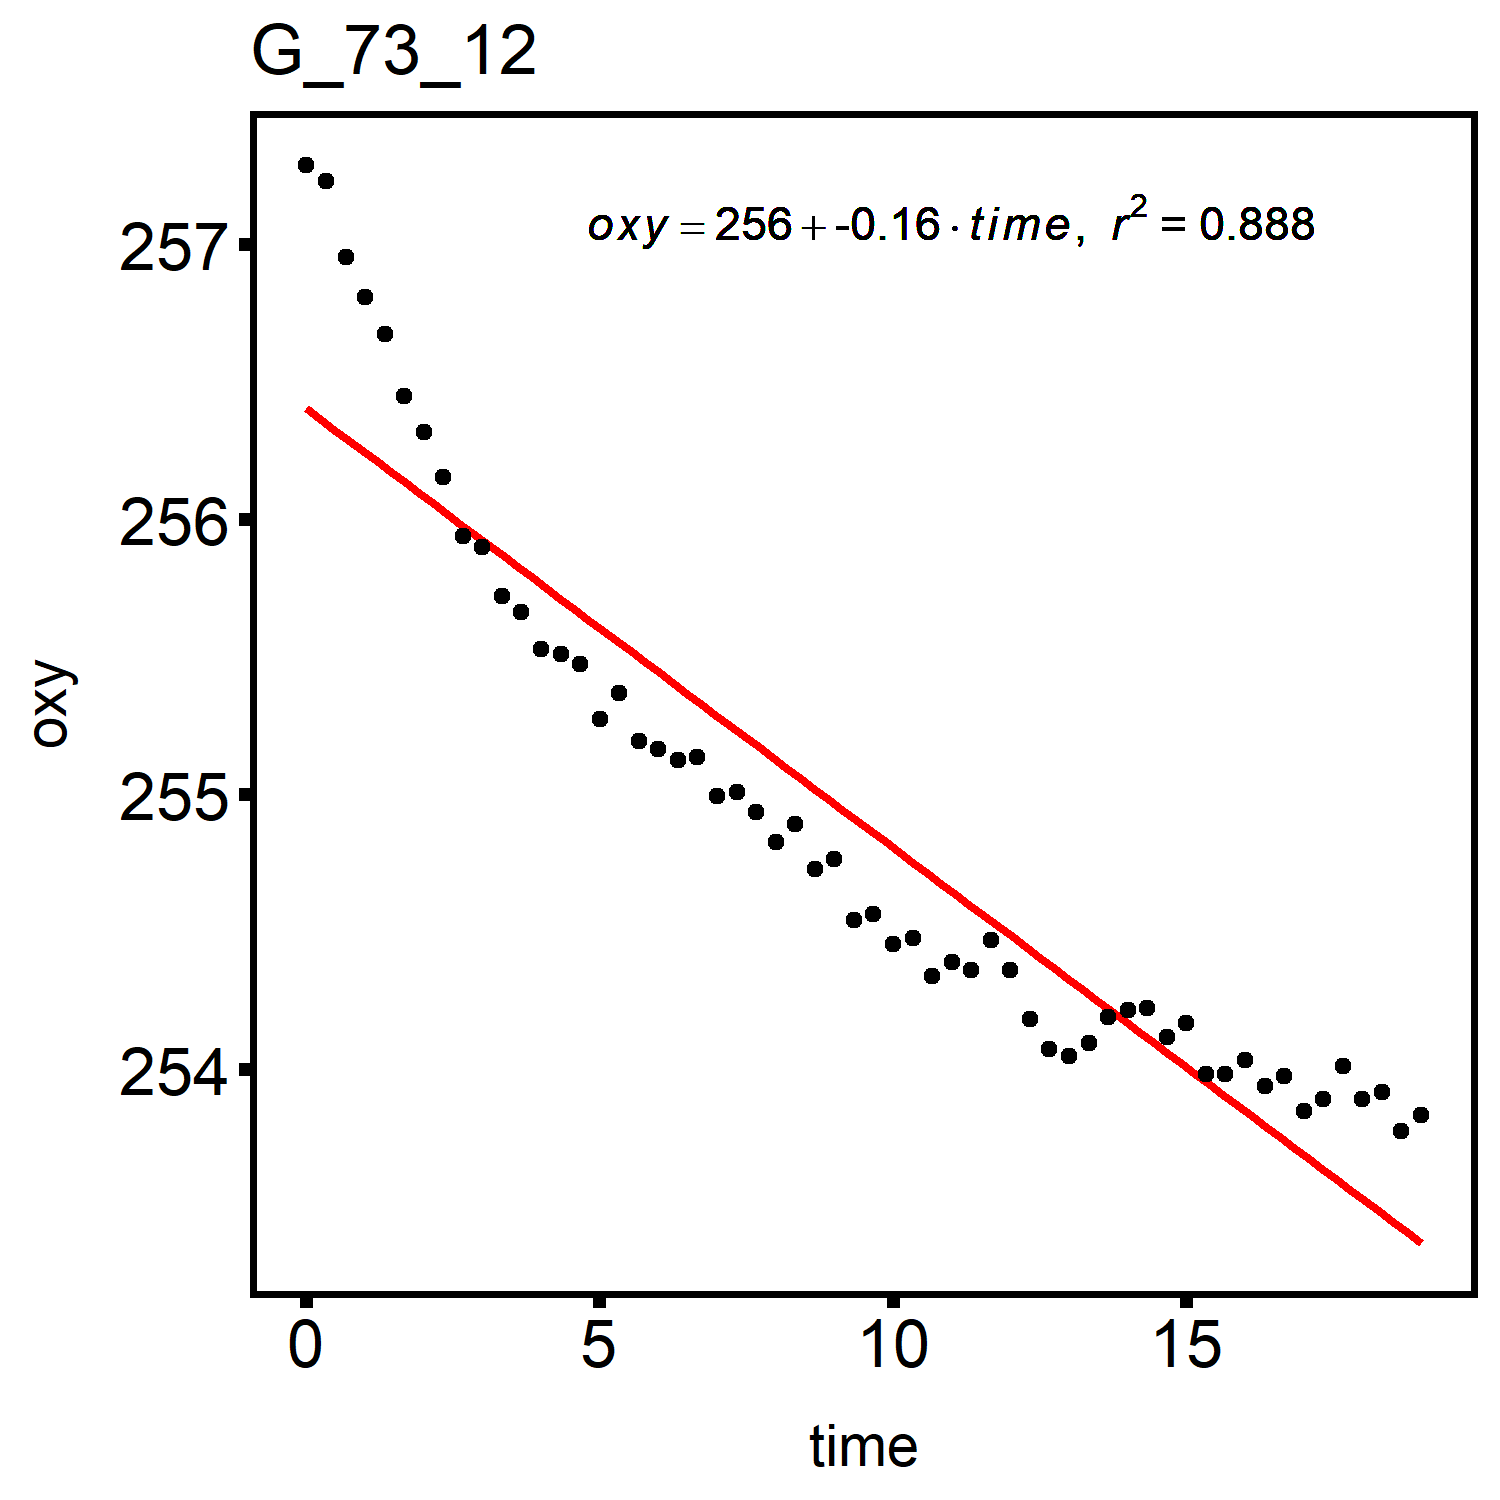 G_73_12
oxy = 256 + -0.16 · time, r² = 0.888
257
256
255
254
oxy
0 5 10 15
time